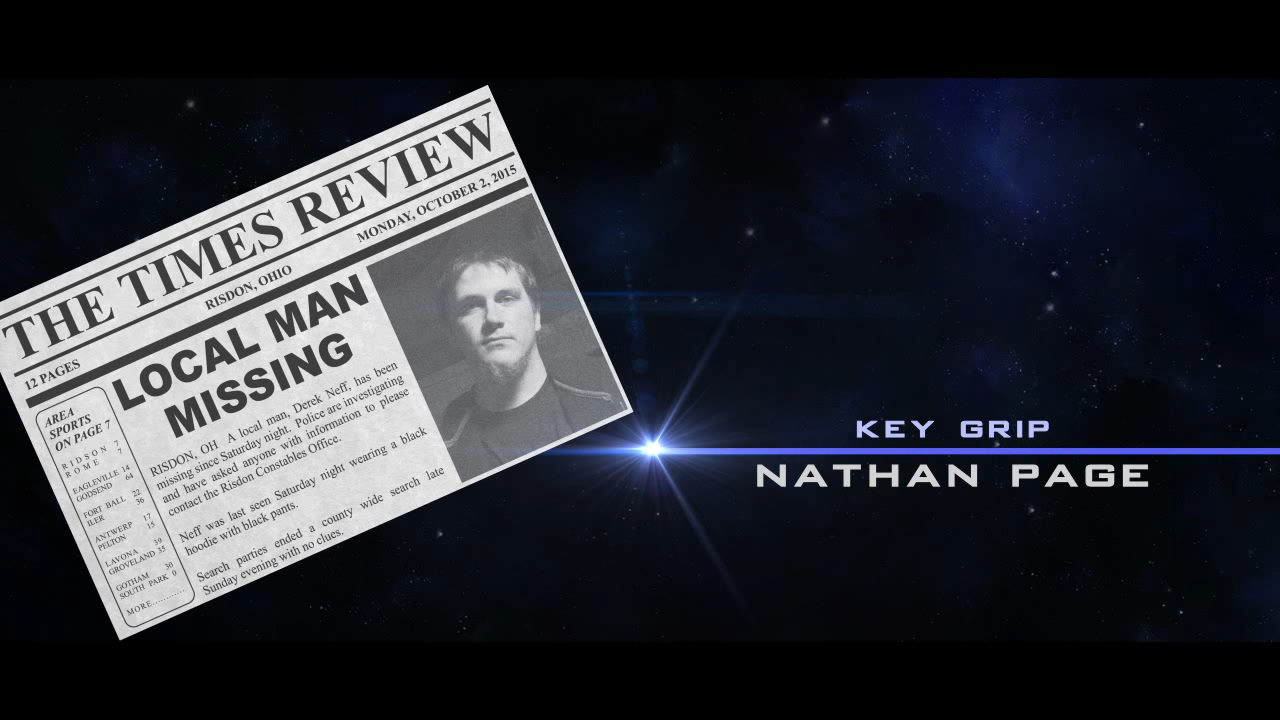 THE TIMES REVIEW
RISDON, OHIO
MONDAY, OCTOBER 2, 2015
12 PAGES
LOCAL MAN
MISSING
AREA
SPORTS
ON PAGE 7
RIDSON 7
ROME 7
EAGLEVILLE 14
GODSEND 64
FORT BALL 22
ILER 36
ANTWERP 17
PELTON 15
LAVONA 39
GROVELAND 35
GOTHAM 30
SOUTH PARK 0
MORE............
RISDON, OH A local man, Derek Neff, has been
missing since Saturday night. Police are investigating
and have asked anyone with information to please
contact the Risdon Constables Office.
Neff was last seen Saturday night wearing a black
hoodie with black pants.
Search parties ended a county wide search late
Sunday evening with no clues.
KEY GRIP
NATHAN PAGE